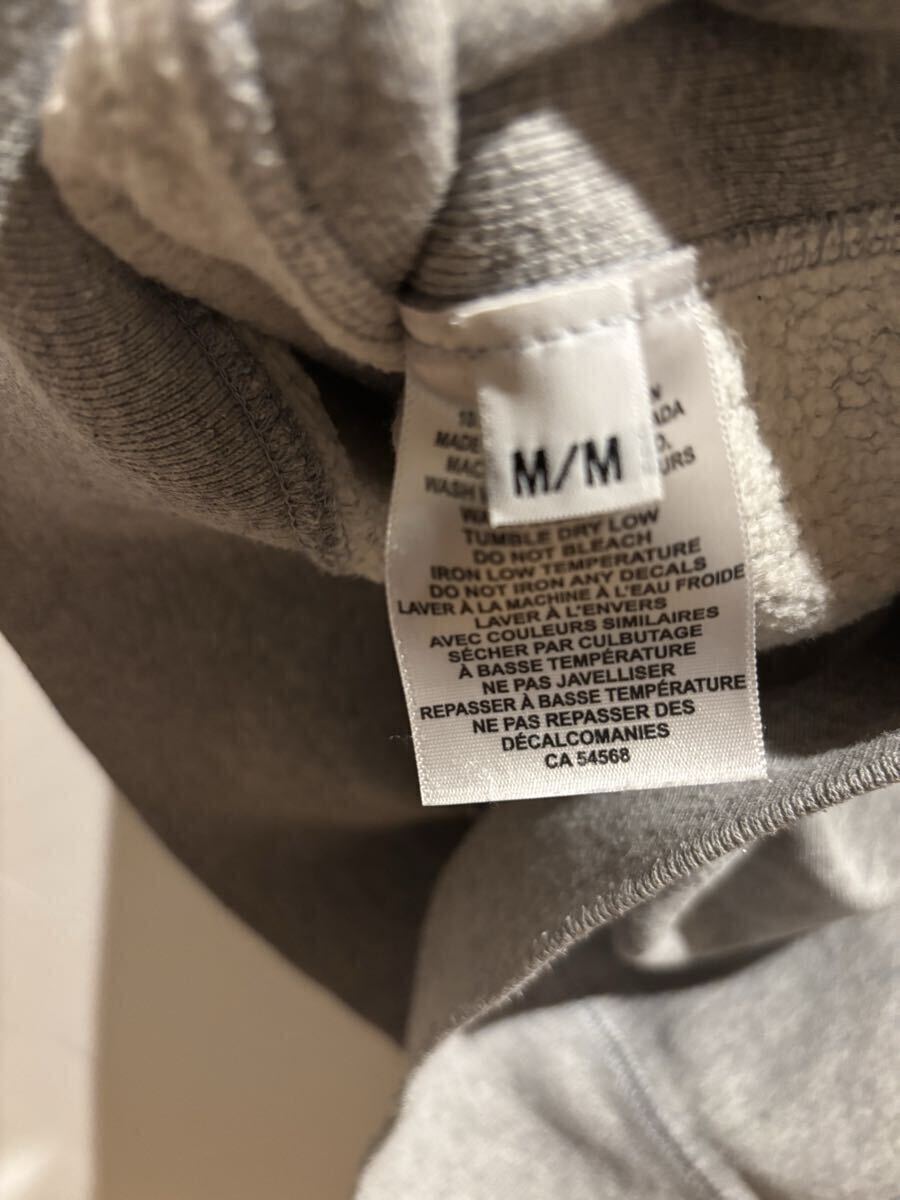 M/M
MADE
WASH
TUMBLE DRY LOW
DO NOT BLEACH
IRON LOW TEMPERATURE
DO NOT IRON ANY DECALS
LAVER À LA MACHINE À L'EAU FROIDE
LAVER À L'ENVERS
AVEC COULEURS SIMILAIRES
SÉCHER PAR CULBUTAGE
À BASSE TEMPÉRATURE
NE PAS JAVELLISER
REPASSER À BASSE TEMPÉRATURE
NE PAS REPASSER DES
DÉCALCOMANIES
CA 54568